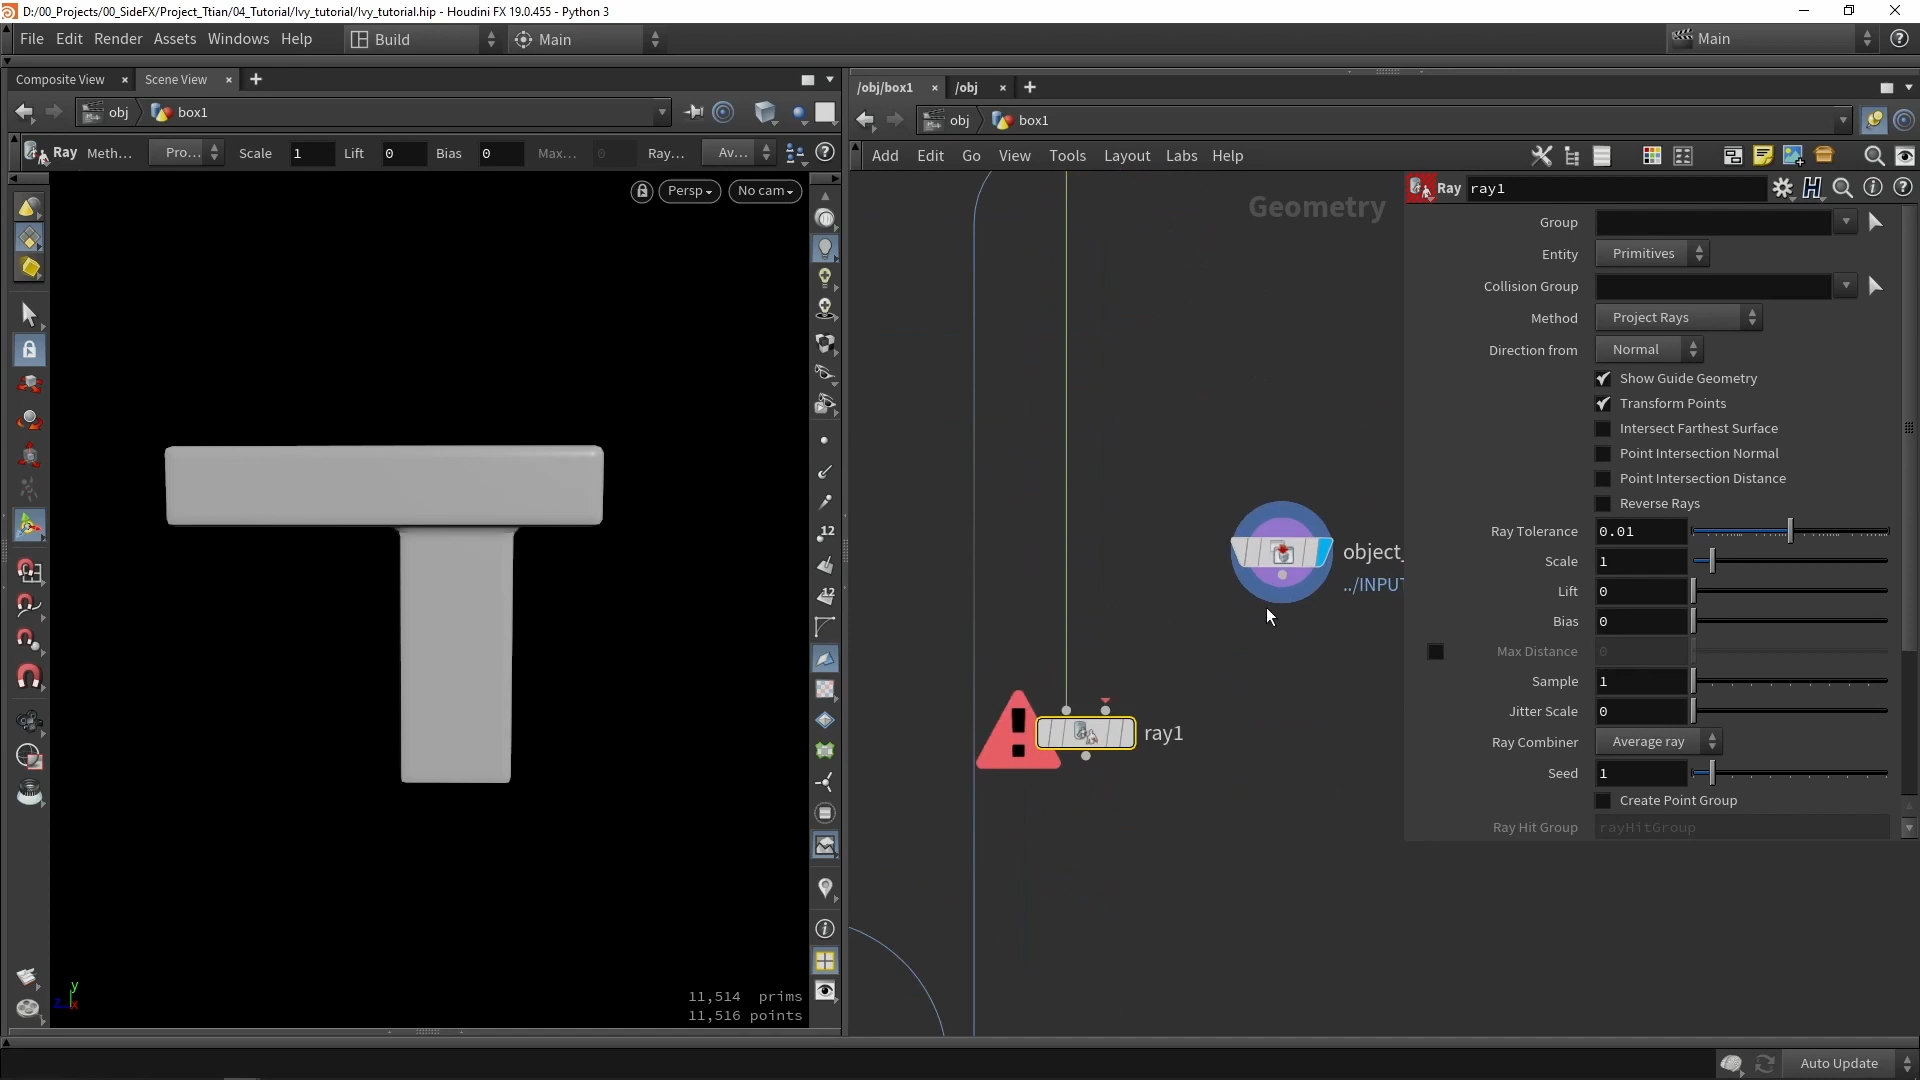 D:/00_Projects/00_SideFX/Project_Ttian/04_Tutorial/Ivy_tutorial/Ivy_tutorial.hip - Houdini FX 19.0.455 - Python 3
File Edit Render Assets Windows Help Build Main Main
Composite View × Scene View × +
obj box1
Ray Meth... Pro... Scale 1 Lift 0 Bias 0 Max... 0 Ray... Av...
Persp No cam
12
12
y
z x
11,514 prims
11,516 points
/obj/box1 × /obj × +
obj box1
Add Edit Go View Tools Layout Labs Help
Geometry
object_
../INPUT
ray1
Ray ray1
Group
Entity Primitives
Collision Group
Method Project Rays
Direction from Normal
Show Guide Geometry
Transform Points
Intersect Farthest Surface
Point Intersection Normal
Point Intersection Distance
Reverse Rays
Ray Tolerance 0.01
Scale 1
Lift 0
Bias 0
Max Distance 0
Sample 1
Jitter Scale 0
Ray Combiner Average ray
Seed 1
Create Point Group
Ray Hit Group rayHitGroup
Auto Update